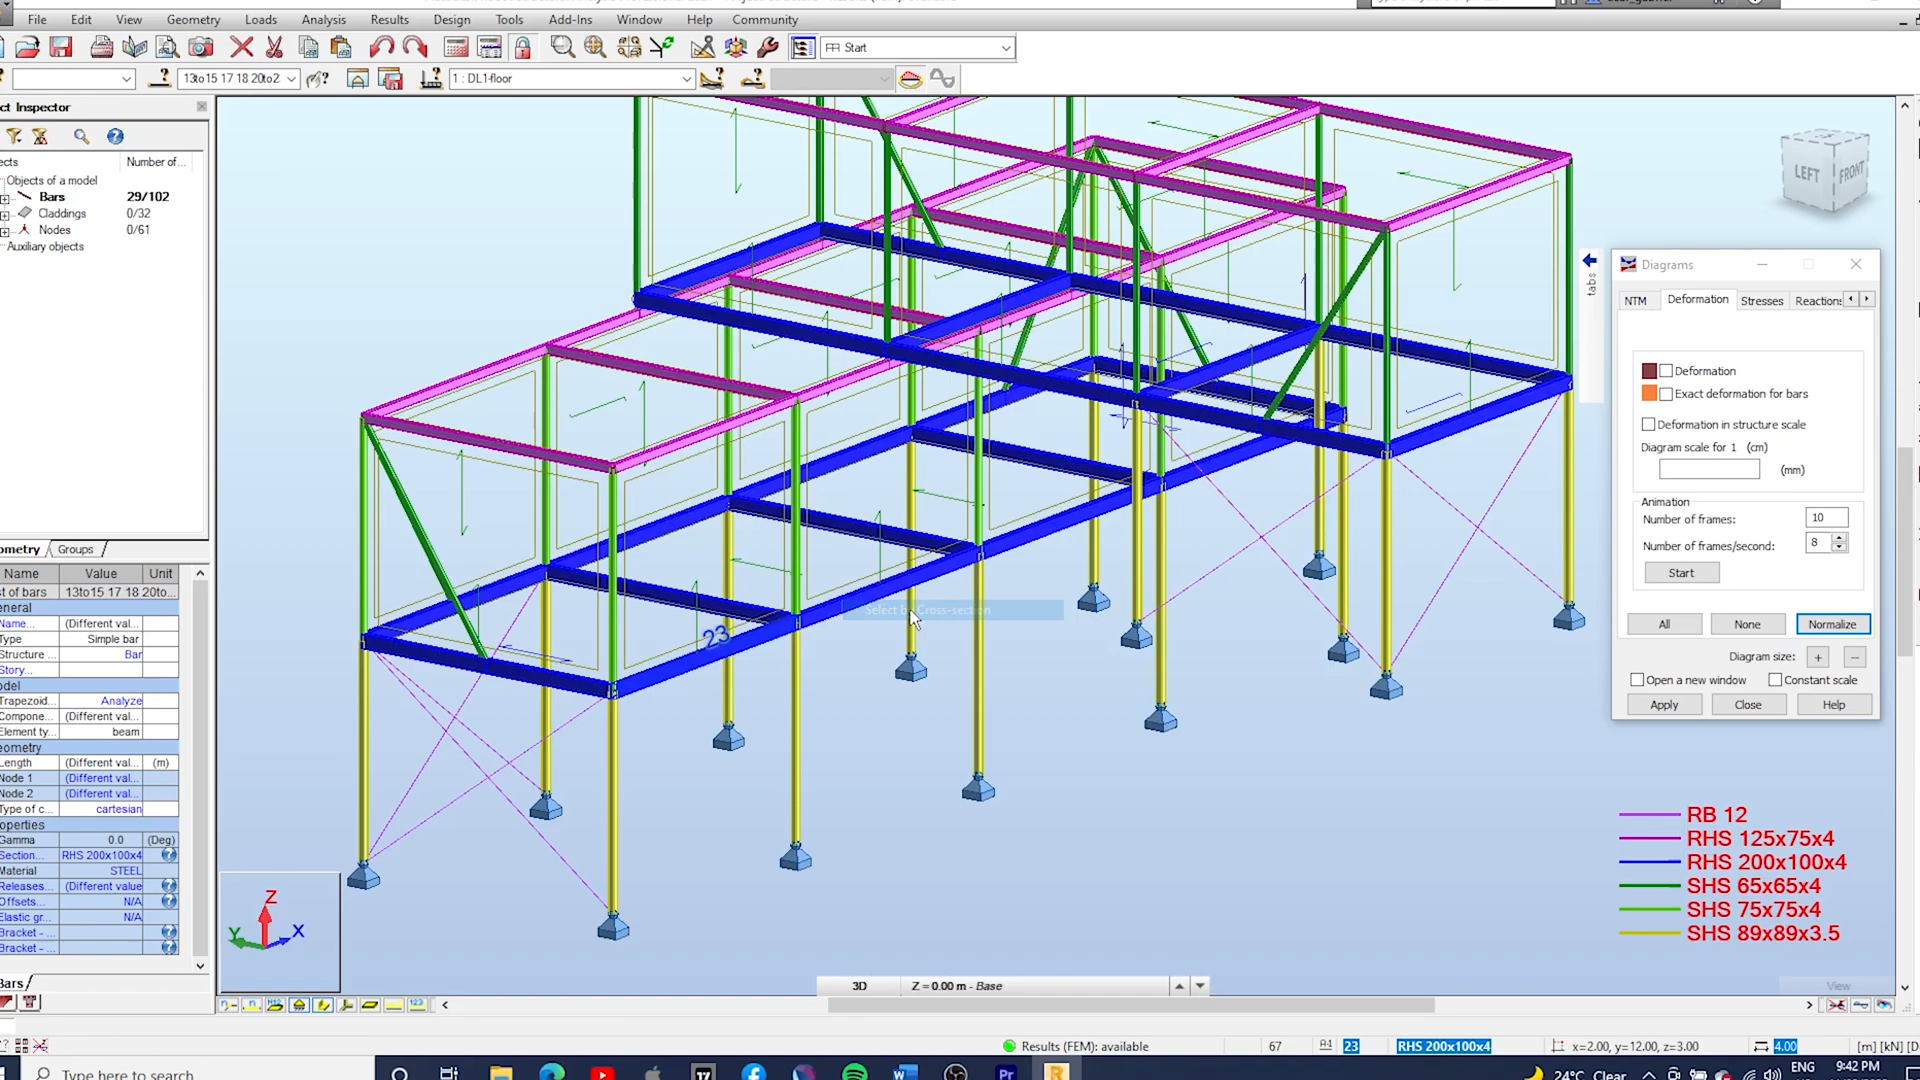 File Edit View Geometry Loads Analysis Results Design Tools Add-Ins Window Help Community
Start
13to15 17 18 20to2
1 : DL1-floor
ct Inspector
ects Number of...
Objects of a model
Bars 29/102
Claddings 0/32
Nodes 0/61
Auxiliary objects
ometry Groups
Name Value Unit
st of bars 13to15 17 18 20to...
eneral
Name... (Different val...
Type Simple bar
Structure ... Bar
Story...
odel
Trapezoid... Analyze
Compone... (Different val...
Element ty... beam
eometry
Length (Different val... (m)
Node 1 (Different val...
Node 2 (Different val...
Type of c... cartesian
operties
Gamma 0.0 (Deg)
Section... RHS 200x100x4
Material STEEL
Releases... (Different value
Offsets... N/A
Elastic gr... N/A
Bracket - ...
Bracket - ...
Bars
23
Select by Cross-section
LEFT FRONT
tabs
Diagrams
NTM Deformation Stresses Reactions
Deformation
Exact deformation for bars
Deformation in structure scale
Diagram scale for 1 (cm)
(mm)
Animation
Number of frames: 10
Number of frames/second: 8
Start
All None Normalize
Diagram size: + −
Open a new window Constant scale
Apply Close Help
RB 12
RHS 125x75x4
RHS 200x100x4
SHS 65x65x4
SHS 75x75x4
SHS 89x89x3.5
Z
Y X
3D Z = 0.00 m - Base
View
Results (FEM): available 67 23 RHS 200x100x4 x=2.00, y=12.00, z=3.00 4.00 [m] [kN] [D
Type here to search
24°C Clear ENG 9:42 PM